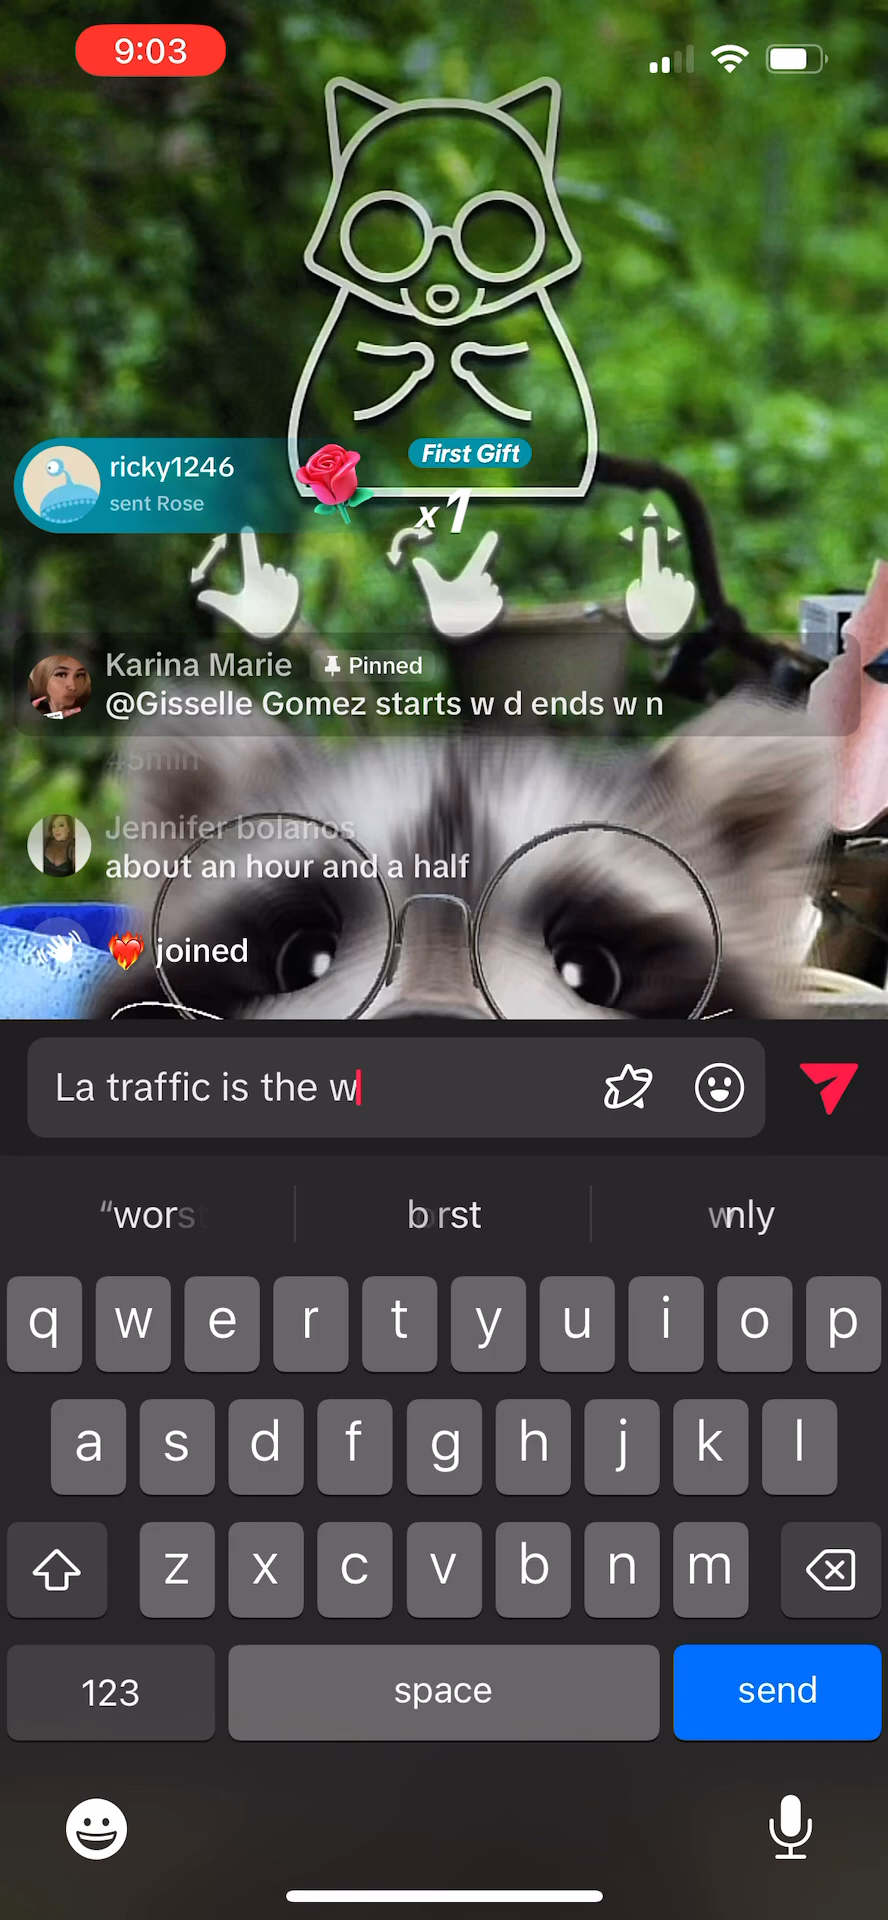 9:03
ricky1246
sent Rose
First Gift
x1
Karina Marie
Pinned
@Gisselle Gomez starts w d ends w n
45min
Jennifer bolanos
about an hour and a half
❤️‍🔥 joined
La traffic is the w
q w e r t y u i o p
a s d f g h j k l
z x c v b n m
123
space
send